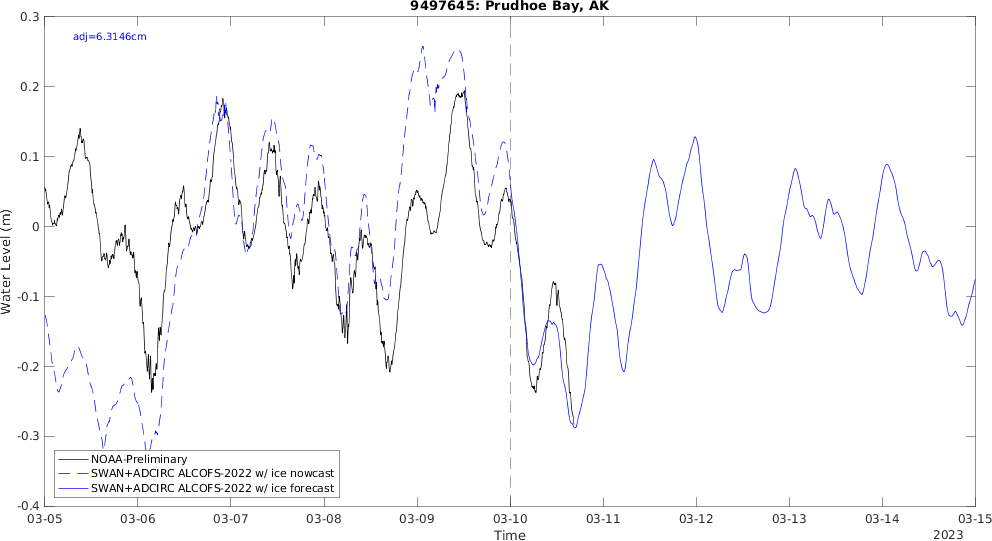 9497645: Prudhoe Bay, AK
adj=6.3146cm
0.3
0.2
0.1
0
-0.1
-0.2
-0.3
-0.4
Water Level (m)
NOAA-Preliminary
SWAN+ADCIRC ALCOFS-2022 w/ ice nowcast
SWAN+ADCIRC ALCOFS-2022 w/ ice forecast
03-05 03-06 03-07 03-08 03-09 03-10 03-11 03-12 03-13 03-14 03-15
Time
2023